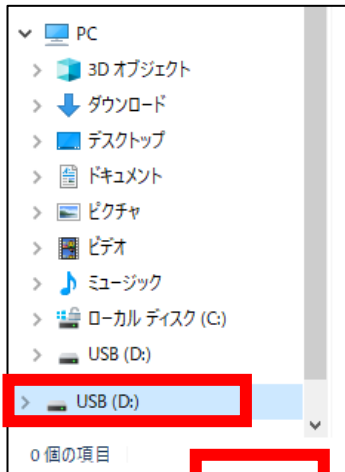 PC
3D オブジェクト
ダウンロード
デスクトップ
ドキュメント
ピクチャ
ビデオ
ミュージック
ローカル ディスク (C:)
USB (D:)
USB (D:)
0 個の項目